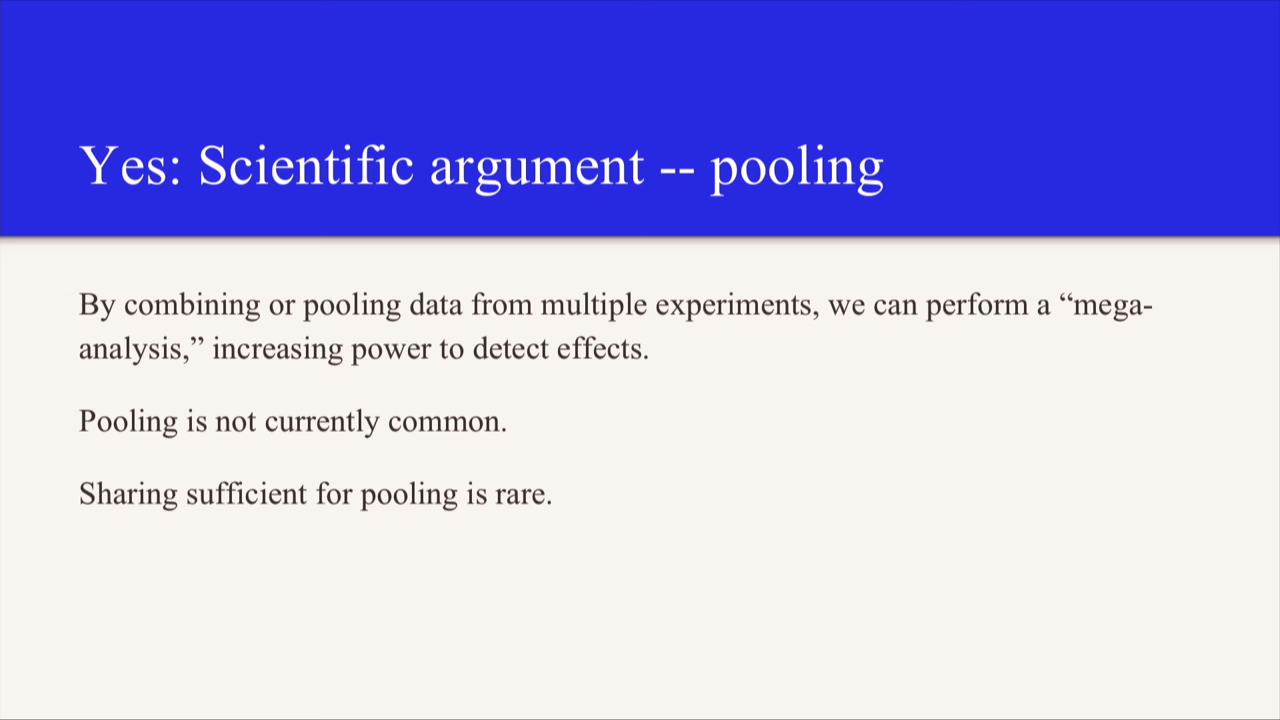 Yes: Scientific argument -- pooling
By combining or pooling data from multiple experiments, we can perform a “mega-
analysis,” increasing power to detect effects.
Pooling is not currently common.
Sharing sufficient for pooling is rare.